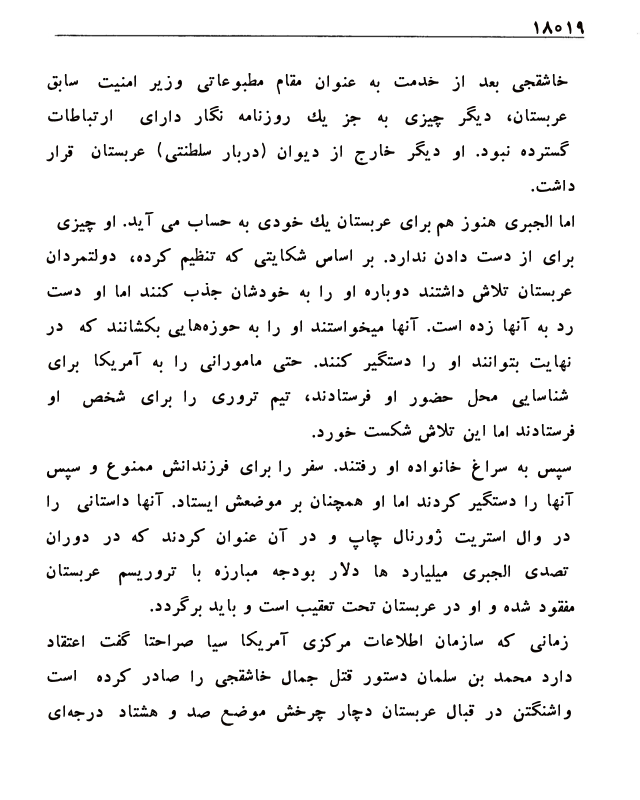 ۱۸۰۱۹
خاشقجی بعد از خدمت به عنوان مقام مطبوعاتی وزیر امنیت سابق
عربستان، دیگر چیزی به جز یك روزنامه نگار دارای ارتباطات
گسترده نبود. او دیگر خارج از دیوان (دربار سلطنتی) عربستان قرار
داشت.
اما الجبری هنوز هم برای عربستان یك خودی به حساب می آید. او چیزی
برای از دست دادن ندارد. بر اساس شکایتی که تنظیم کرده، دولتمردان
عربستان تلاش داشتند دوباره او را به خودشان جذب کنند اما او دست
رد به آنها زده است. آنها میخواستند او را به حوزه‌هایی بکشانند که در
نهایت بتوانند او را دستگیر کنند. حتی مامورانی را به آمریکا برای
شناسایی محل حضور او فرستادند، تیم تروری را برای شخص او
فرستادند اما این تلاش شکست خورد.
سپس به سراغ خانواده او رفتند. سفر را برای فرزندانش ممنوع و سپس
آنها را دستگیر کردند اما او همچنان بر موضعش ایستاد. آنها داستانی را
در وال استریت ژورنال چاپ و در آن عنوان کردند که در دوران
تصدی الجبری میلیارد ها دلار بودجه مبارزه با تروریسم عربستان
مفقود شده و او در عربستان تحت تعقیب است و باید برگردد.
زمانی که سازمان اطلاعات مرکزی آمریکا سیا صراحتا گفت اعتقاد
دارد محمد بن سلمان دستور قتل جمال خاشقجی را صادر کرده است
واشنگتن در قبال عربستان دچار چرخش موضع صد و هشتاد درجه‌ای